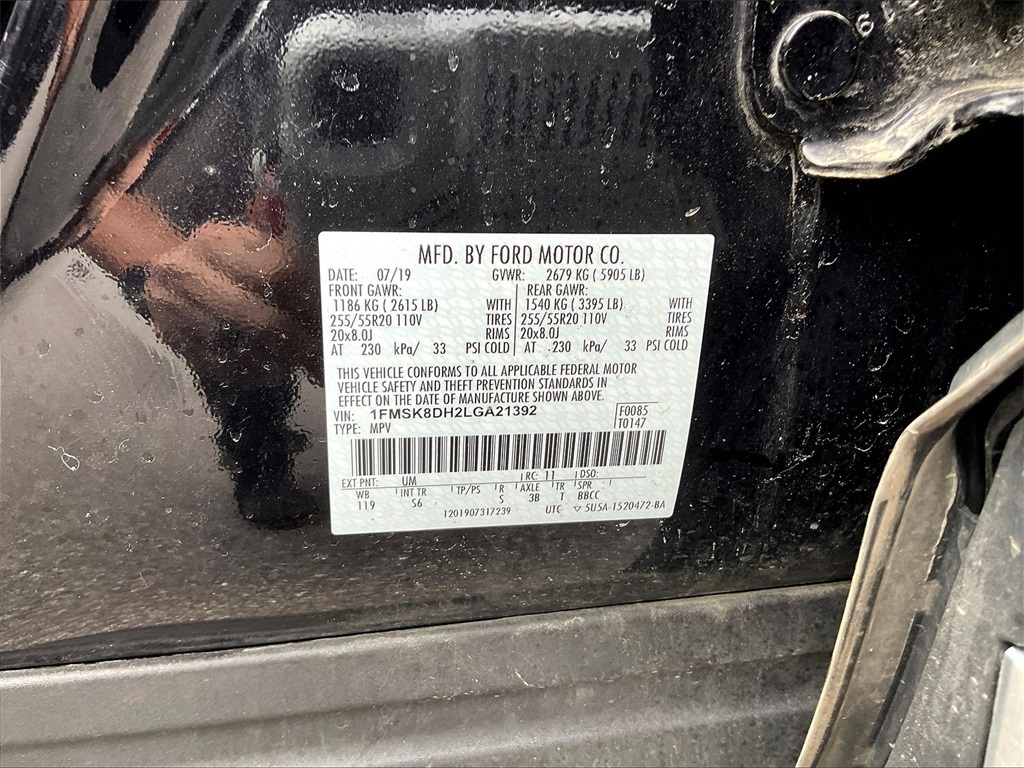 MFD. BY FORD MOTOR CO.
DATE: 07/19 GVWR: 2679 KG ( 5905 LB)
FRONT GAWR: REAR GAWR:
1186 KG ( 2615 LB) WITH 1540 KG ( 3395 LB) WITH
255/55R20 110V TIRES 255/55R20 110V TIRES
20x8.0J RIMS 20x8.0J RIMS
AT 230 kPa/ 33 PSI COLD AT 230 kPa/ 33 PSI COLD
THIS VEHICLE CONFORMS TO ALL APPLICABLE FEDERAL MOTOR
VEHICLE SAFETY AND THEFT PREVENTION STANDARDS IN
EFFECT ON THE DATE OF MANUFACTURE SHOWN ABOVE.
VIN: 1FMSK8DH2LGA21392 F0085
TYPE: MPV T0147
EXT PNT: UM RC: 11 DSO:
WB INT TR TP/PS R AXLE TR SPR
119 S6 S 3B T BBCC
1201907317239 UTC ▽ 5U5A-1520472-BA